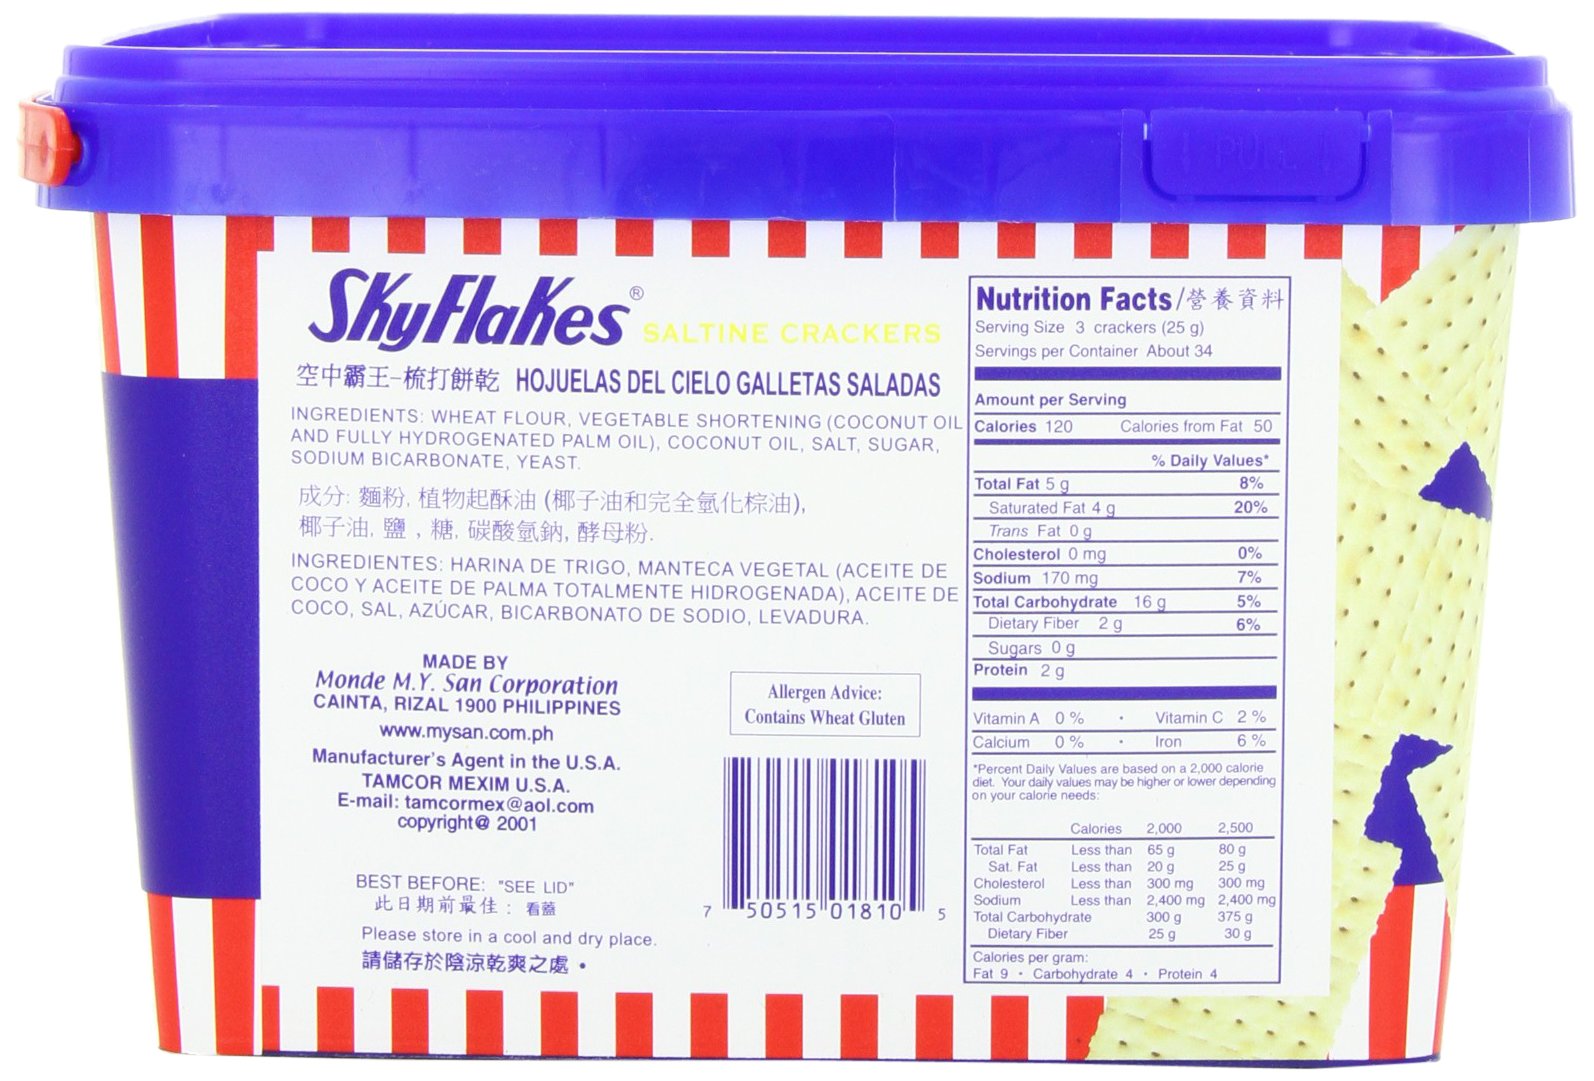 PULL
SkyFlakes® SALTINE CRACKERS
空中霸王-梳打餅乾 HOJUELAS DEL CIELO GALLETAS SALADAS
INGREDIENTS: WHEAT FLOUR, VEGETABLE SHORTENING (COCONUT OIL
AND FULLY HYDROGENATED PALM OIL), COCONUT OIL, SALT, SUGAR,
SODIUM BICARBONATE, YEAST.
成分: 麵粉, 植物起酥油 (椰子油和完全氫化棕油),
椰子油, 鹽 , 糖, 碳酸氫鈉, 酵母粉.
INGREDIENTES: HARINA DE TRIGO, MANTECA VEGETAL (ACEITE DE
COCO Y ACEITE DE PALMA TOTALMENTE HIDROGENADA), ACEITE DE
COCO, SAL, AZÚCAR, BICARBONATO DE SODIO, LEVADURA.
MADE BY
Monde M.Y. San Corporation
CAINTA, RIZAL 1900 PHILIPPINES
www.mysan.com.ph
Manufacturer's Agent in the U.S.A.
TAMCOR MEXIM U.S.A.
E-mail: tamcormex@aol.com
copyright@ 2001
BEST BEFORE: "SEE LID"
此日期前最佳 : 看蓋
Please store in a cool and dry place.
請儲存於陰涼乾爽之處 •
Allergen Advice:
Contains Wheat Gluten
7 50515 01810 5
Nutrition Facts/營養資料
Serving Size 3 crackers (25 g)
Servings per Container About 34
Amount per Serving
Calories 120 Calories from Fat 50
% Daily Values*
Total Fat 5 g 8%
Saturated Fat 4 g 20%
Trans Fat 0 g
Cholesterol 0 mg 0%
Sodium 170 mg 7%
Total Carbohydrate 16 g 5%
Dietary Fiber 2 g 6%
Sugars 0 g
Protein 2 g
Vitamin A 0 % • Vitamin C 2 %
Calcium 0 % • Iron 6 %
*Percent Daily Values are based on a 2,000 calorie
diet. Your daily values may be higher or lower depending
on your calorie needs:
Calories 2,000 2,500
Total Fat Less than 65 g 80 g
Sat. Fat Less than 20 g 25 g
Cholesterol Less than 300 mg 300 mg
Sodium Less than 2,400 mg 2,400 mg
Total Carbohydrate 300 g 375 g
Dietary Fiber 25 g 30 g
Calories per gram:
Fat 9 • Carbohydrate 4 • Protein 4